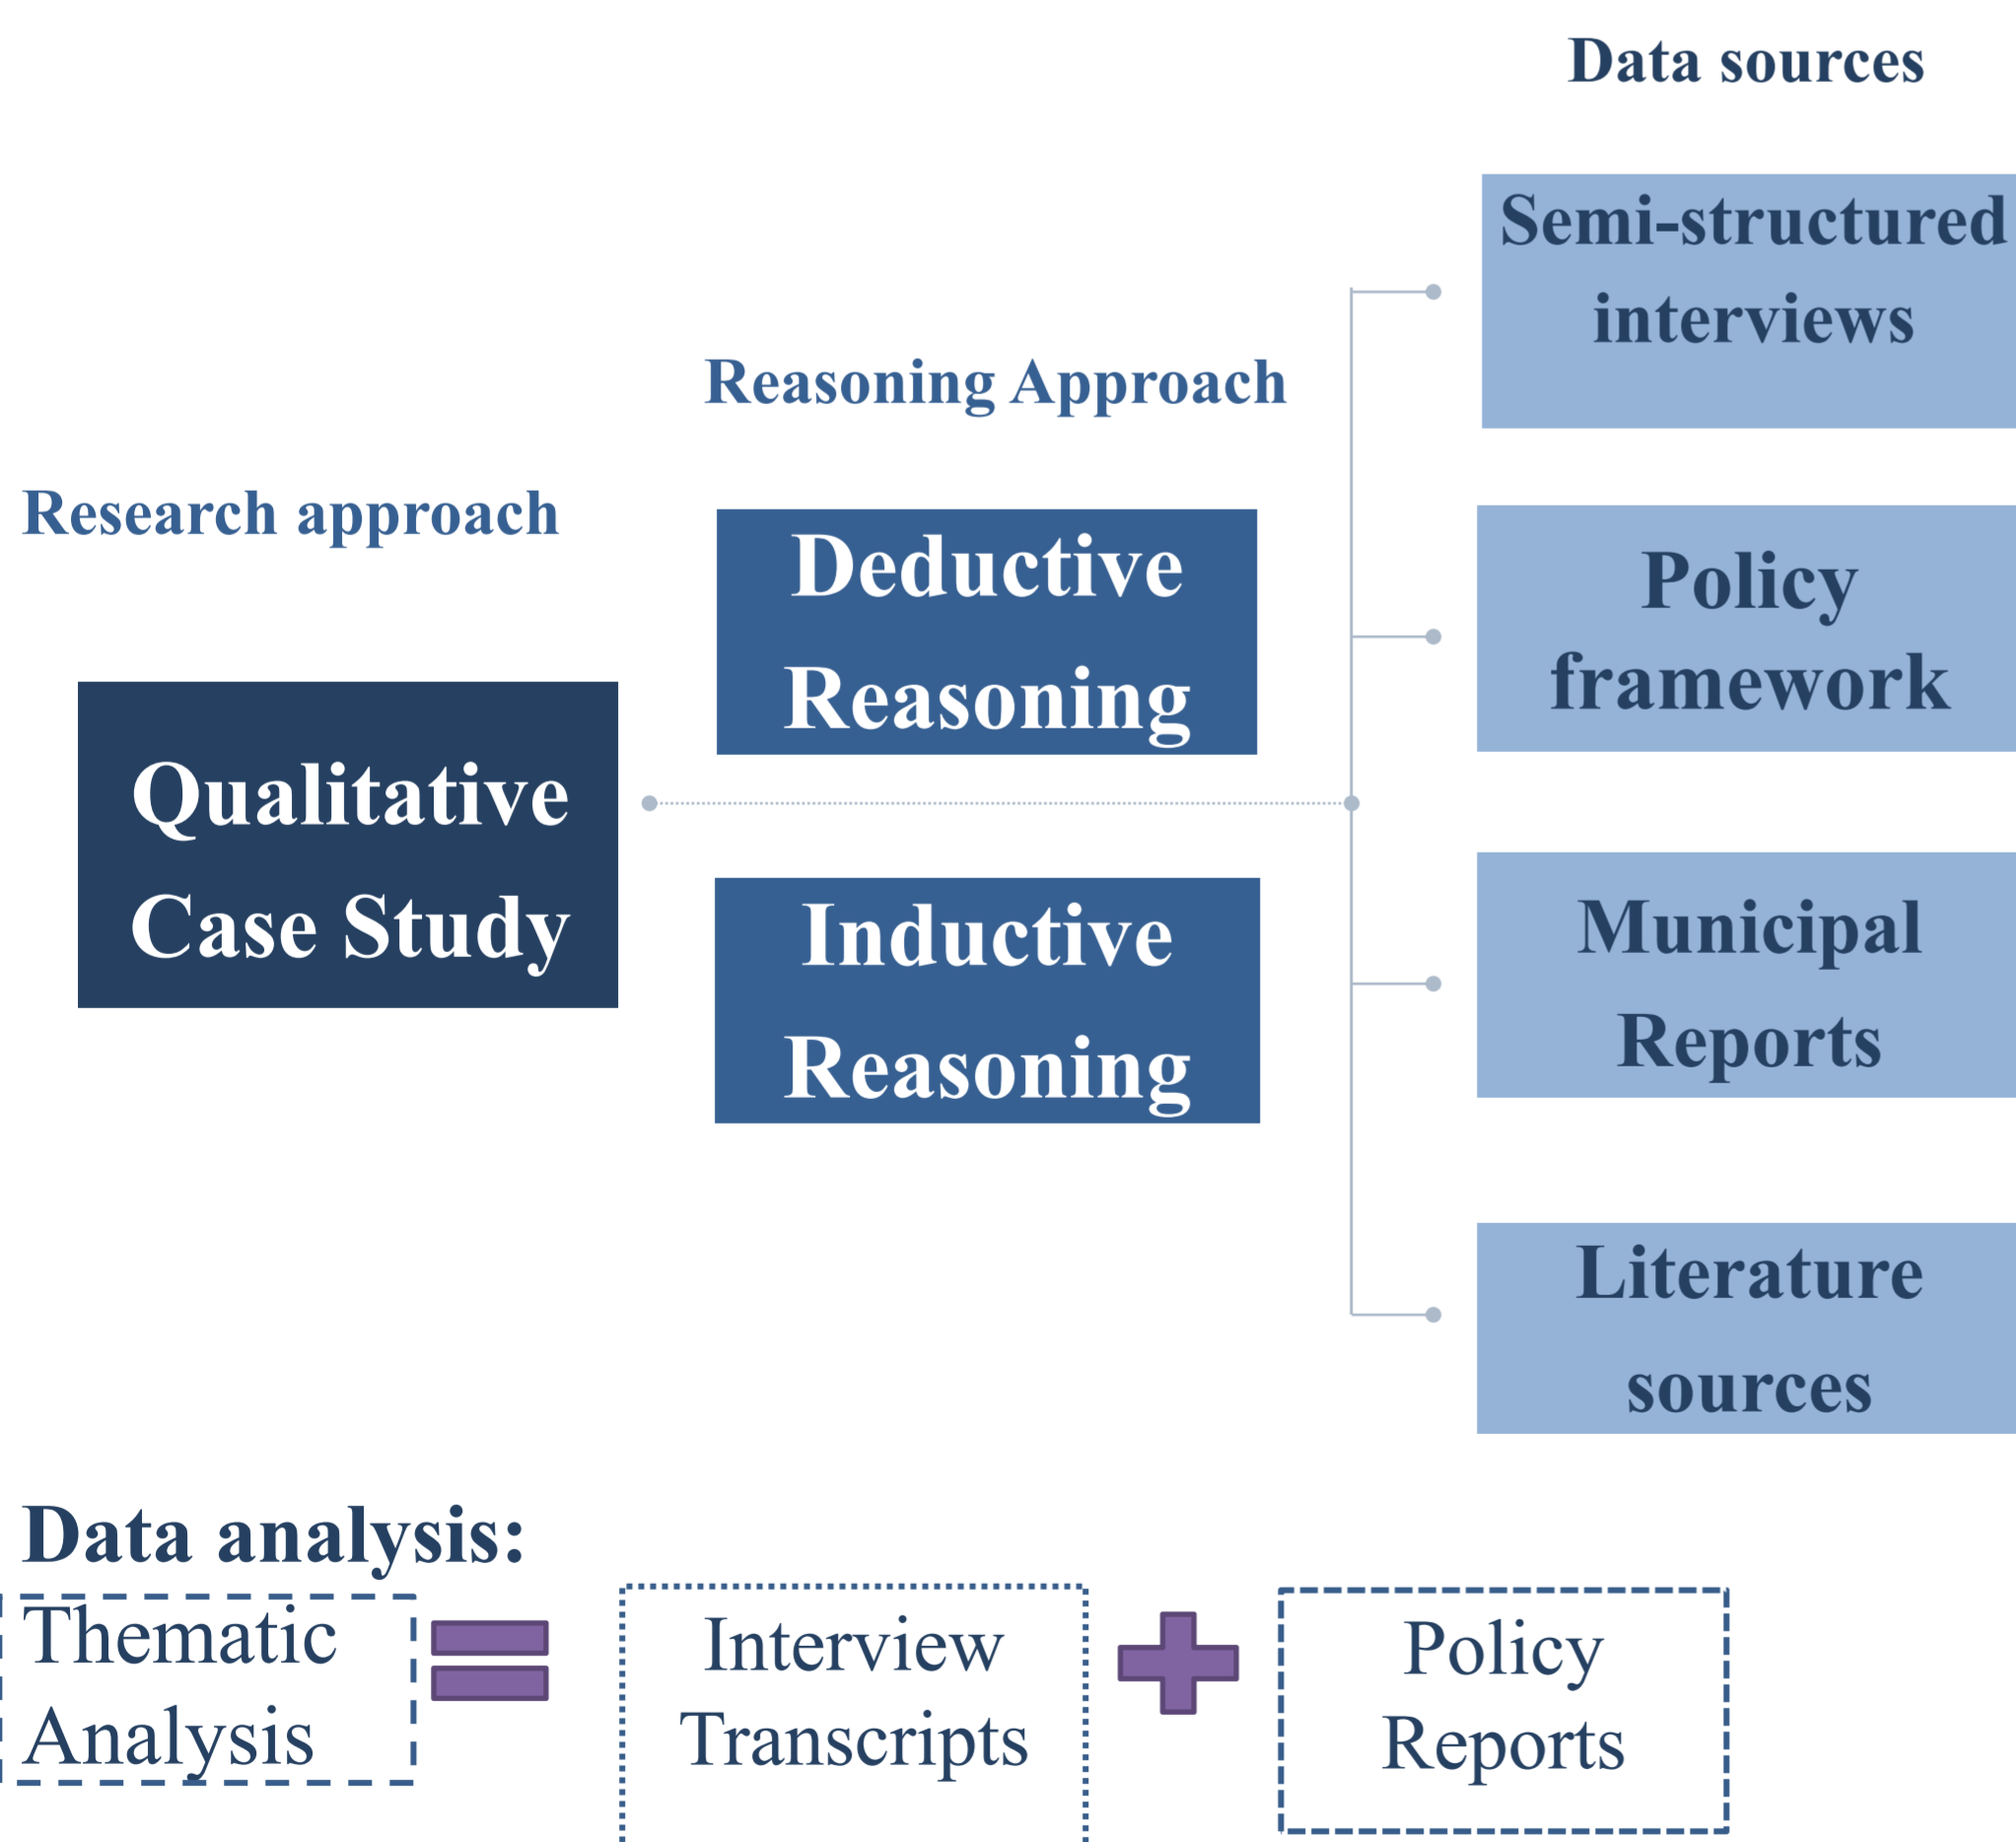 Research approach
Qualitative
Case Study
Reasoning Approach
Deductive
Reasoning
Inductive
Reasoning
Data sources
Semi-structured
interviews
Policy
framework
Municipal
Reports
Literature
sources
Data analysis:
Thematic
Analysis
Interview
Transcripts
Policy
Reports